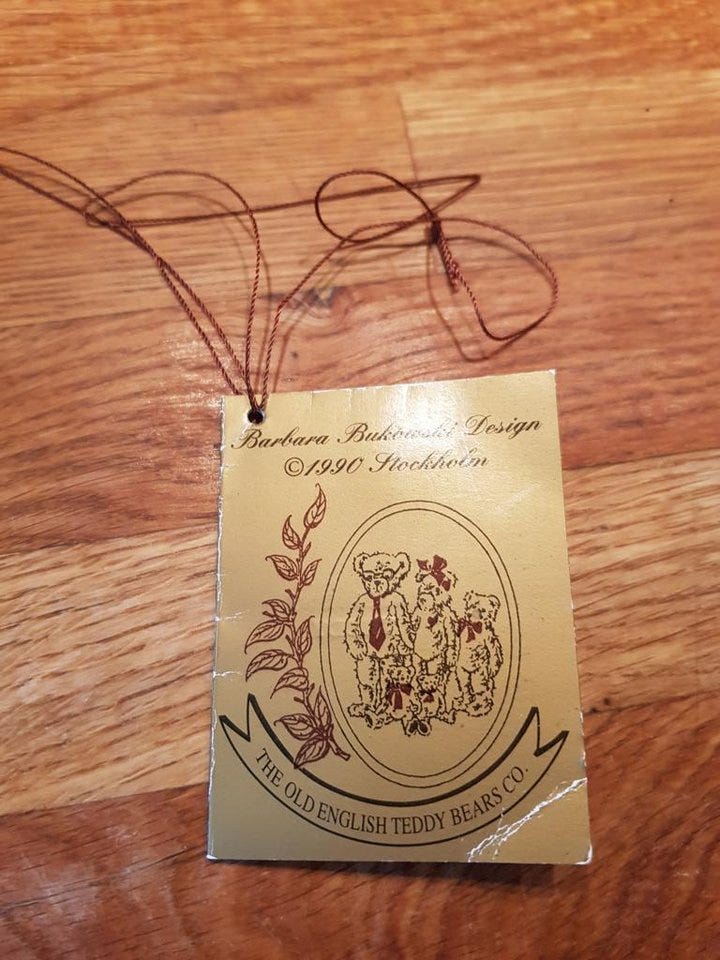 Barbara Bukowski Design
©1990 Stockholm
THE OLD ENGLISH TEDDY BEARS CO.